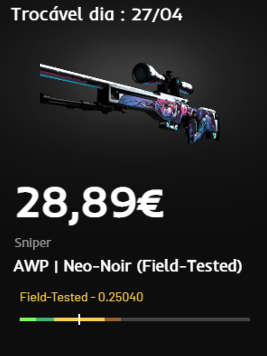 Trocável dia : 27/04
28,89€
Sniper
AWP | Neo-Noir (Field-Tested)
Field-Tested - 0.25040